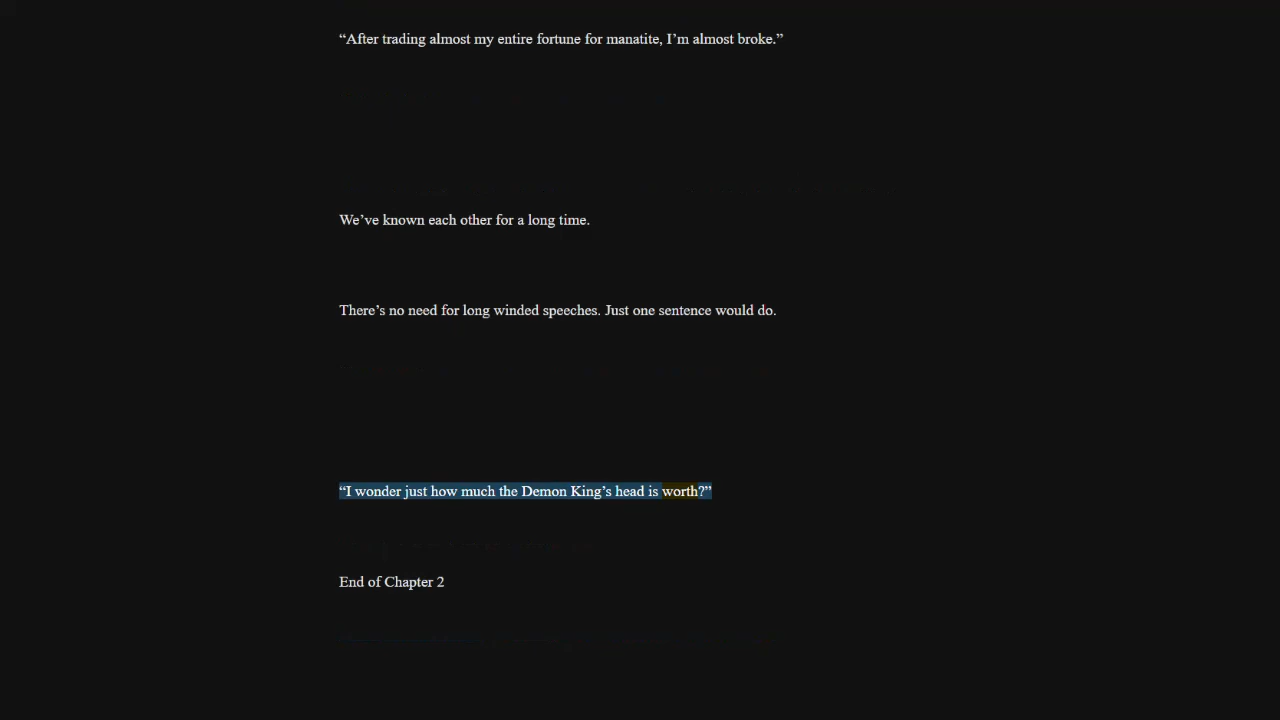 “After trading almost my entire fortune for manatite, I’m almost broke.”
We’ve known each other for a long time.
There’s no need for long winded speeches. Just one sentence would do.
“I wonder just how much the Demon King’s head is worth?”
End of Chapter 2